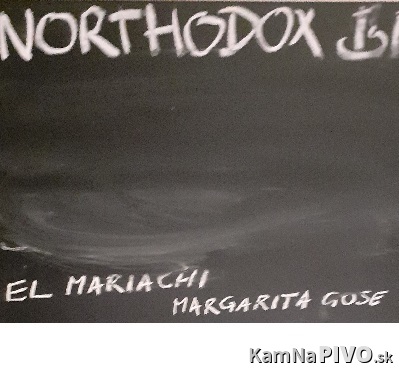 NORTHODOX
EL MARIACHI
MARGARITA GOSE
KamNaPIVO.sk